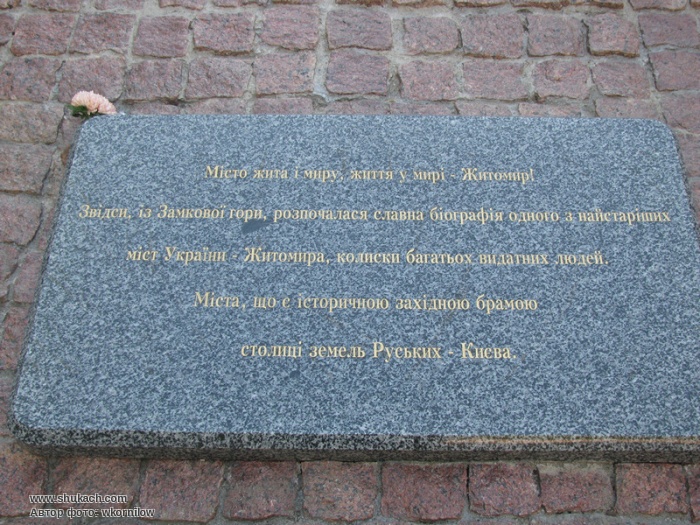 Місто жита і миру, життя у мирі - Житомир!
Звідси, із Замкової гори, розпочалася славна біографія одного з найстаріших
міст України - Житомира, колиски багатьох видатних людей.
Міста, що є історичною західною брамою
столиці земель Руських - Києва.
www.shukach.com
Автор фото: wkornilow